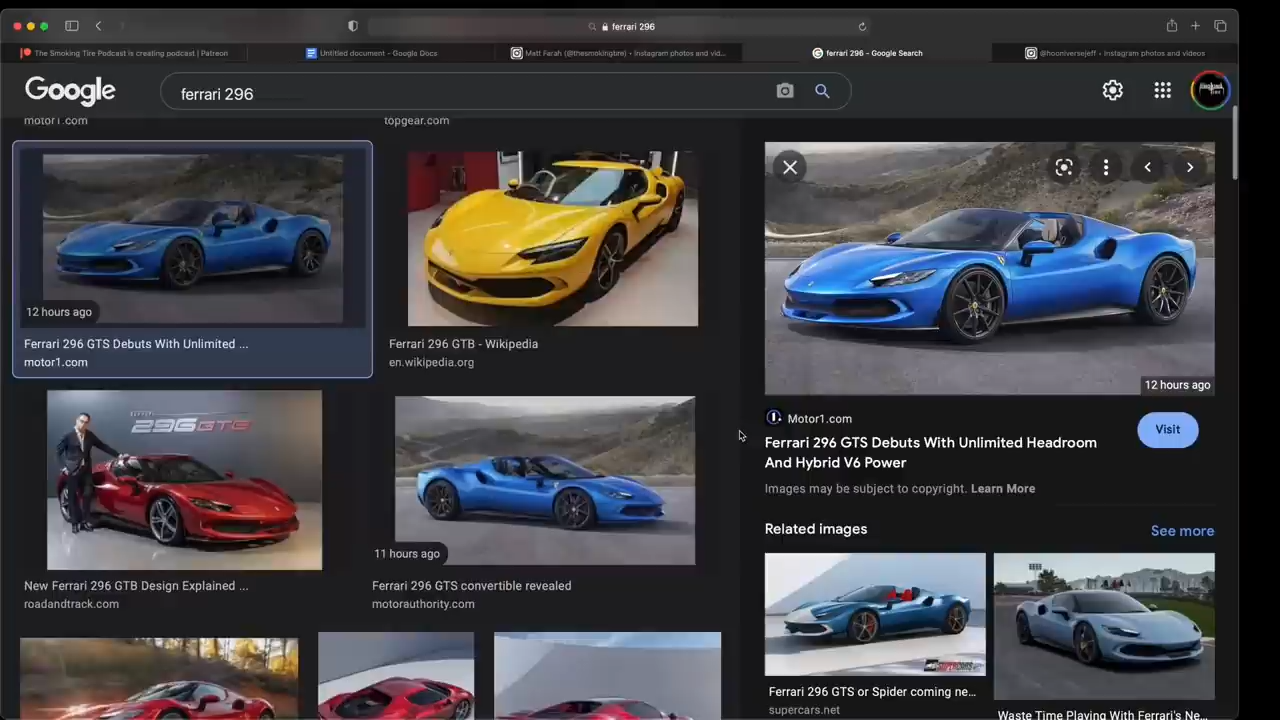 ferrari 296
The Smoking Tire Podcast is creating podcast | Patreon
Untitled document - Google Docs
Matt Farah (@thesmokingtire) • Instagram photos and vid...
ferrari 296 - Google Search
@hooniversejeff • Instagram photos and videos
Google
ferrari 296
motor1.com
topgear.com
12 hours ago
Ferrari 296 GTS Debuts With Unlimited ...
motor1.com
Ferrari 296 GTB - Wikipedia
en.wikipedia.org
296GTB
New Ferrari 296 GTB Design Explained ...
roadandtrack.com
11 hours ago
Ferrari 296 GTS convertible revealed
motorauthority.com
12 hours ago
Motor1.com
Ferrari 296 GTS Debuts With Unlimited Headroom
And Hybrid V6 Power
Visit
Images may be subject to copyright. Learn More
Related images
See more
SUPERCARS
Ferrari 296 GTS or Spider coming ne...
supercars.net
Waste Time Playing With Ferrari's Ne...